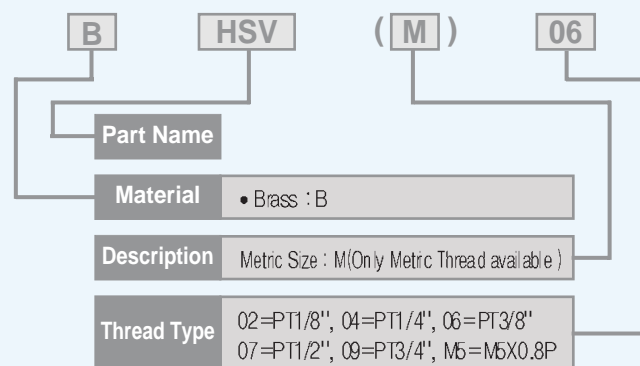 B HSV (M) 06
Part Name
Material • Brass : B
Description Metric Size : M(Only Metric Thread available)
Thread Type 02=PT1/8", 04=PT1/4", 06=PT3/8"
07=PT1/2", 09=PT3/4", M5=M5X0.8P